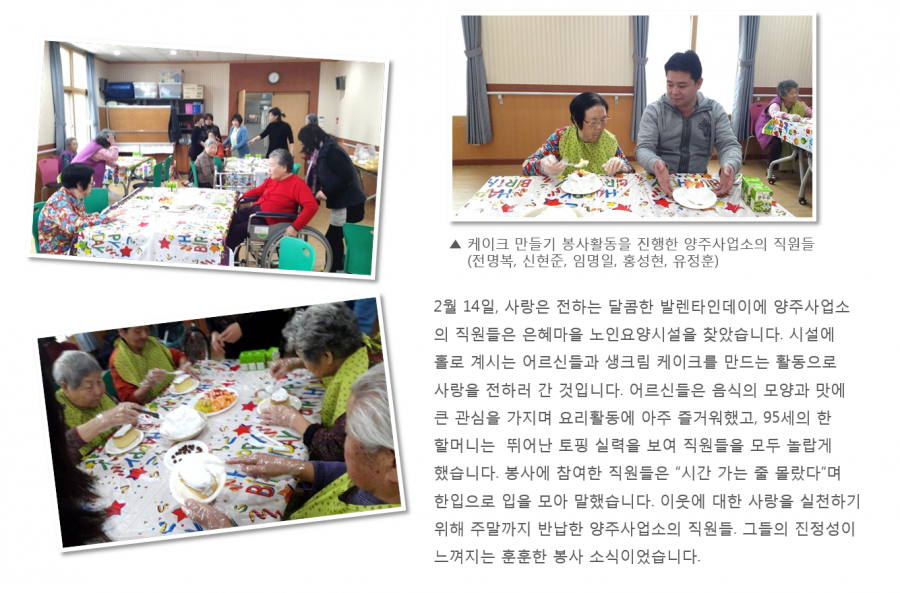 ▲ 케이크 만들기 봉사활동을 진행한 양주사업소의 직원들
(전명복, 신현준, 임명일, 홍성현, 유정훈)
2월 14일, 사랑은 전하는 달콤한 발렌타인데이에 양주사업소
의 직원들은 은혜마을 노인요양시설을 찾았습니다. 시설에
홀로 계시는 어르신들과 생크림 케이크를 만드는 활동으로
사랑을 전하러 간 것입니다. 어르신들은 음식의 모양과 맛에
큰 관심을 가지며 요리활동에 아주 즐거워했고, 95세의 한
할머니는 뛰어난 토핑 실력을 보여 직원들을 모두 놀랍게
했습니다. 봉사에 참여한 직원들은 “시간 가는 줄 몰랐다”며
한입으로 입을 모아 말했습니다. 이웃에 대한 사랑을 실천하기
위해 주말까지 반납한 양주사업소의 직원들. 그들의 진정성이
느껴지는 훈훈한 봉사 소식이었습니다.